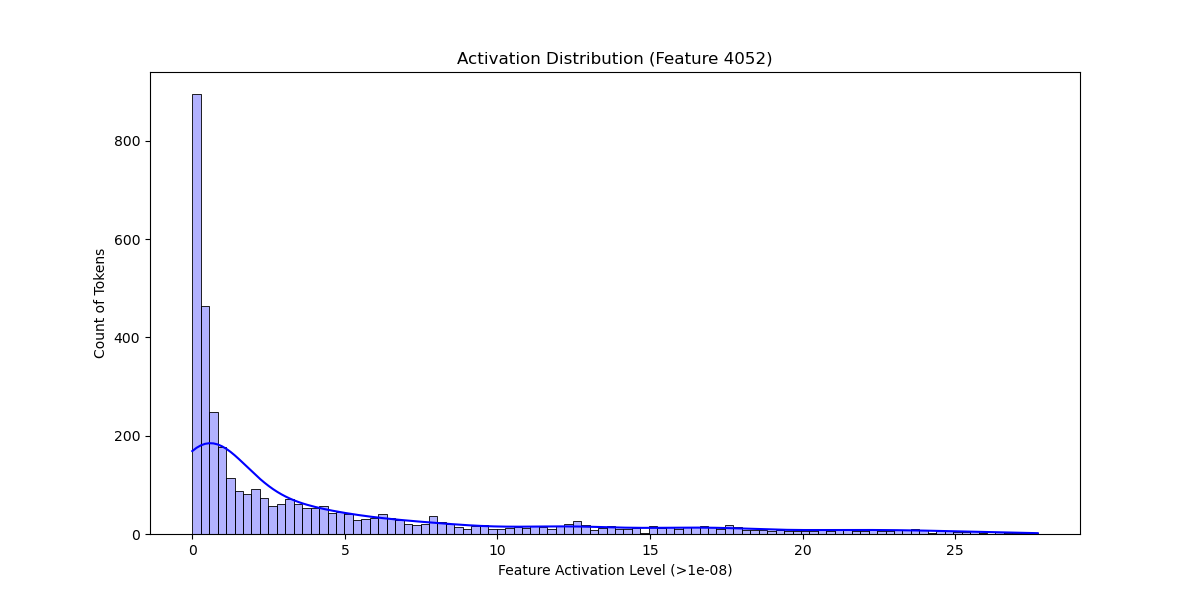 Activation Distribution (Feature 4052)
Count of Tokens
800
600
400
200
0
0 5 10 15 20 25
Feature Activation Level (>1e-08)